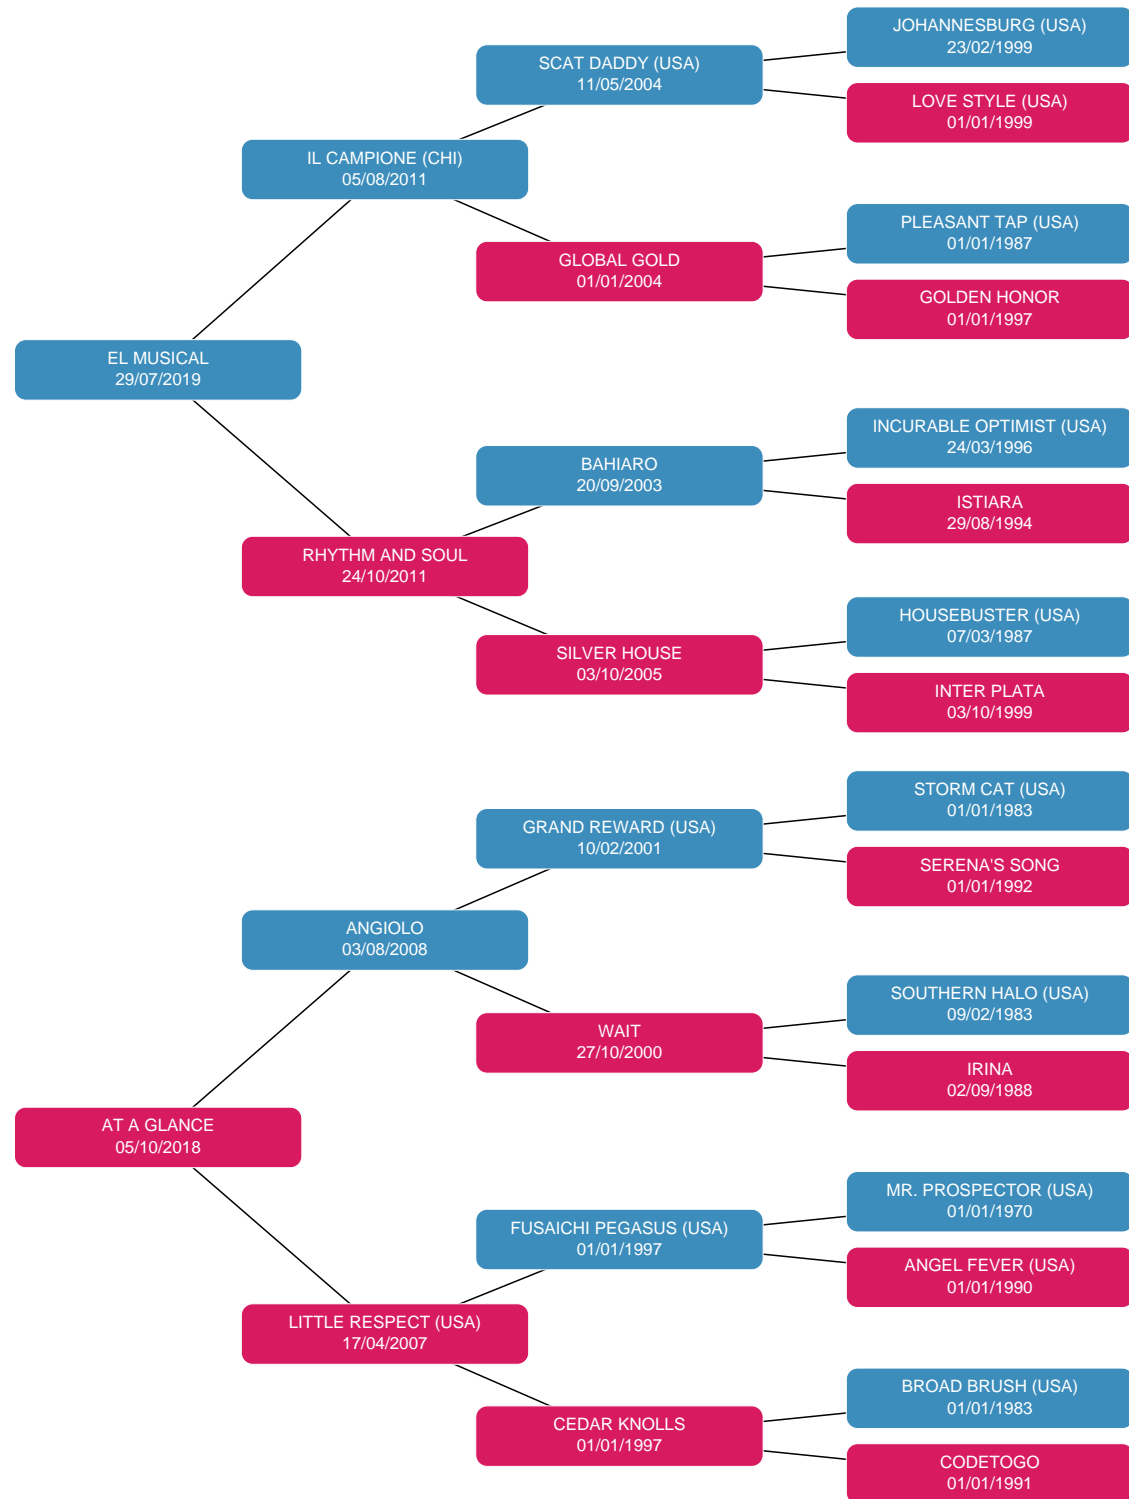 JOHANNESBURG (USA)
23/02/1999
SCAT DADDY (USA)
11/05/2004
LOVE STYLE (USA)
01/01/1999
IL CAMPIONE (CHI)
05/08/2011
PLEASANT TAP (USA)
01/01/1987
GLOBAL GOLD
01/01/2004
GOLDEN HONOR
01/01/1997
EL MUSICAL
29/07/2019
INCURABLE OPTIMIST (USA)
24/03/1996
BAHIARO
20/09/2003
ISTIARA
29/08/1994
RHYTHM AND SOUL
24/10/2011
HOUSEBUSTER (USA)
07/03/1987
SILVER HOUSE
03/10/2005
INTER PLATA
03/10/1999
STORM CAT (USA)
01/01/1983
GRAND REWARD (USA)
10/02/2001
SERENA'S SONG
01/01/1992
ANGIOLO
03/08/2008
SOUTHERN HALO (USA)
09/02/1983
WAIT
27/10/2000
IRINA
02/09/1988
AT A GLANCE
05/10/2018
MR. PROSPECTOR (USA)
01/01/1970
FUSAICHI PEGASUS (USA)
01/01/1997
ANGEL FEVER (USA)
01/01/1990
LITTLE RESPECT (USA)
17/04/2007
BROAD BRUSH (USA)
01/01/1983
CEDAR KNOLLS
01/01/1997
CODETOGO
01/01/1991